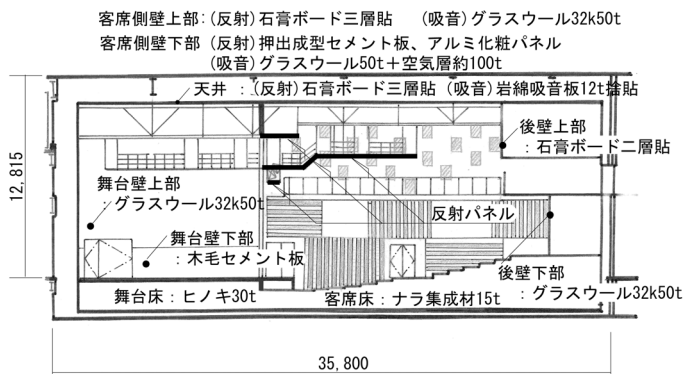 客席側壁上部：(反射)石膏ボード三層貼　(吸音)グラスウール32k50t
客席側壁下部 (反射)押出成型セメント板、アルミ化粧パネル
(吸音)グラスウール50t＋空気層約100t
天井　：(反射)石膏ボード三層貼 (吸音)岩綿吸音板12t捨貼
後壁上部
：石膏ボード二層貼
12,815
舞台壁上部
：グラスウール32k50t
反射パネル
舞台壁下部
：木毛セメント板
後壁下部
：グラスウール32k50t
舞台床：ヒノキ30t
客席床：ナラ集成材15t
35,800